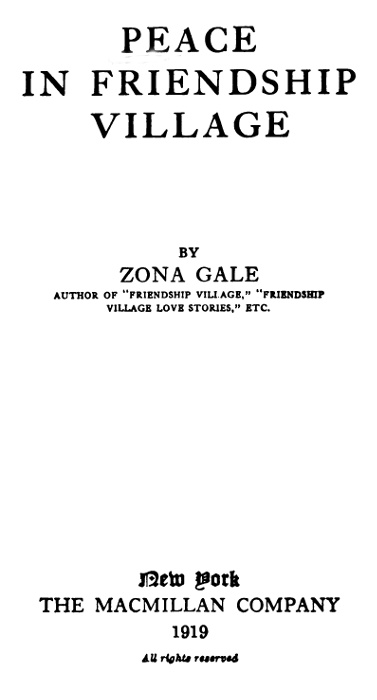 PEACE
IN FRIENDSHIP
VILLAGE
BY
ZONA GALE
AUTHOR OF "FRIENDSHIP VILLAGE," "FRIENDSHIP
VILLAGE LOVE STORIES," ETC.
New York
THE MACMILLAN COMPANY
1919
All rights reserved